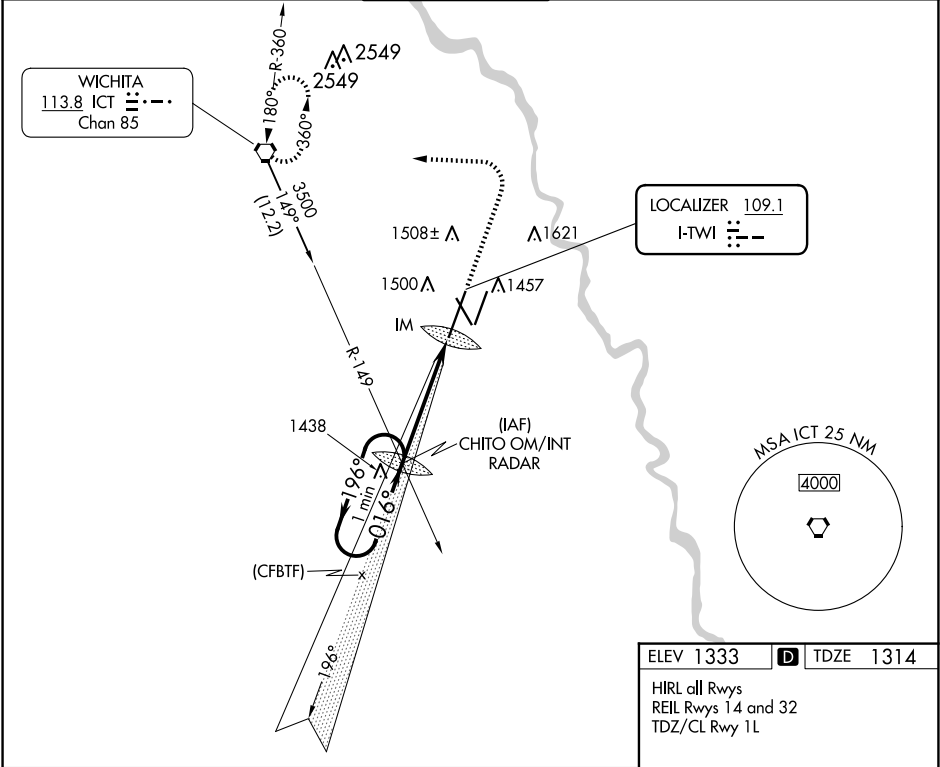 R-360
2549
2549
WICHITA
113.8 ICT
Chan 85
180°
360°
3500
149°
(12.2)
LOCALIZER 109.1
I-TWI
1508±
1621
1500
1457
IM
R-149
(IAF)
CHITO OM/INT
RADAR
1438
196°
1 min
016°
(CFBTF)
196°
MSA ICT 25 NM
4000
ELEV 1333 D TDZE 1314
HIRL all Rwys
REIL Rwys 14 and 32
TDZ/CL Rwy 1L